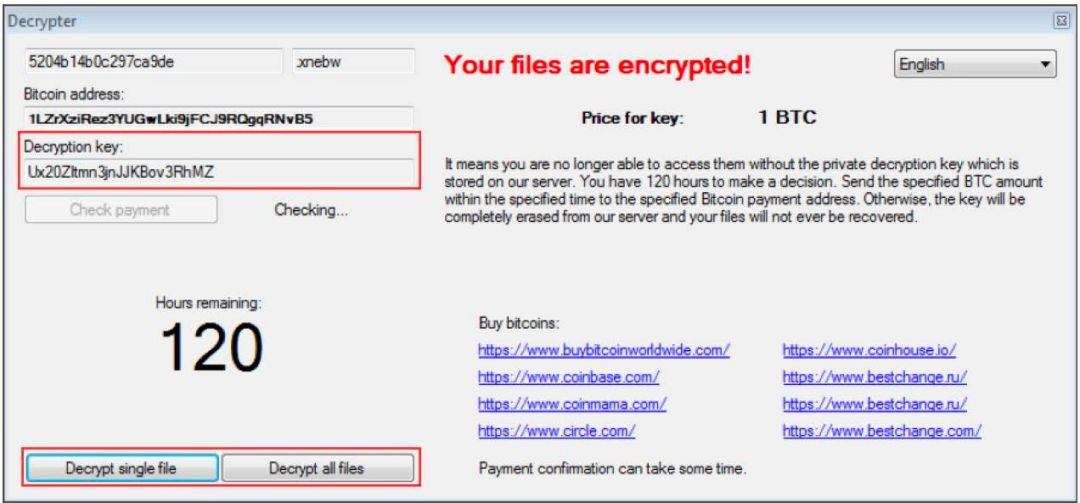 Decrypter
5204b14b0c297ca9de
xnebw
Bitcoin address:
1LZrXziRez3YUGwLki9jFCJ9RQgqRNvB5
Decryption key:
Ux20ZItmn3jnJJKBov3RhMZ
Check payment
Checking...
Hours remaining:
120
Decrypt single file
Decrypt all files
Your files are encrypted!
English
Price for key:
1 BTC
It means you are no longer able to access them without the private decryption key which is
stored on our server. You have 120 hours to make a decision. Send the specified BTC amount
within the specified time to the specified Bitcoin payment address. Otherwise, the key will be
completely erased from our server and your files will not ever be recovered.
Buy bitcoins:
https://www.buybitcoinworldwide.com/
https://www.coinhouse.io/
https://www.coinbase.com/
https://www.bestchange.ru/
https://www.coinmama.com/
https://www.bestchange.ru/
https://www.circle.com/
https://www.bestchange.com/
Payment confirmation can take some time.